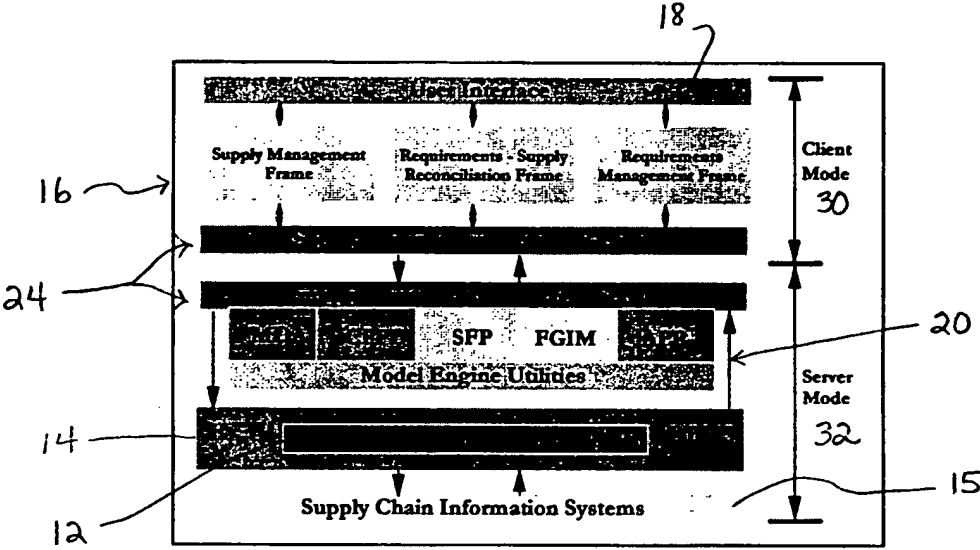 18
User Interface
Supply Management
Frame
Requirements - Supply
Reconciliation Frame
Requirements
Management Frame
Client
Mode
30
16
24
SFP
FGIM
20
Model Engine Utilities
Server
Mode
32
14
15
Supply Chain Information Systems
12